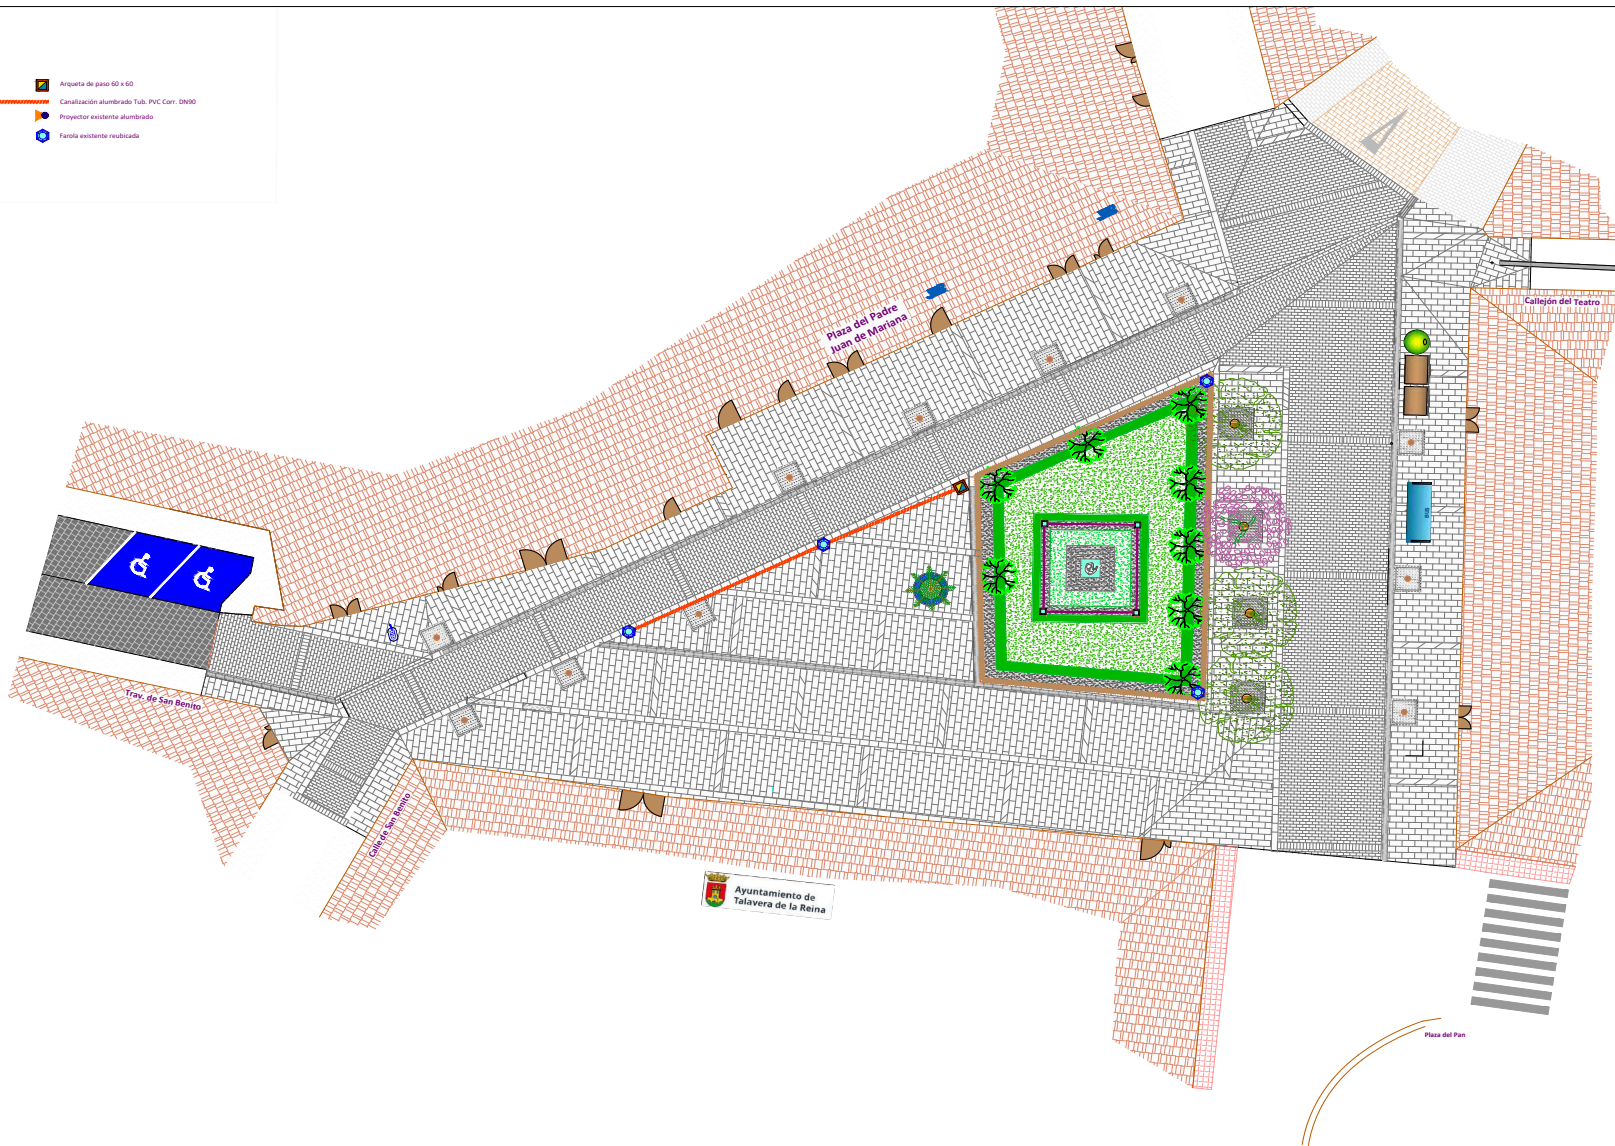 Arqueta de paso 60 x 60
Canalización alumbrado Tub. PVC Corr. DN90
Proyector existente alumbrado
Farola existente reubicada
Plaza del Padre
Juan de Mariana
Callejón del Teatro
Trav. de San Benito
Calle de San Benito
Ayuntamiento de
Talavera de la Reina
Plaza del Pan